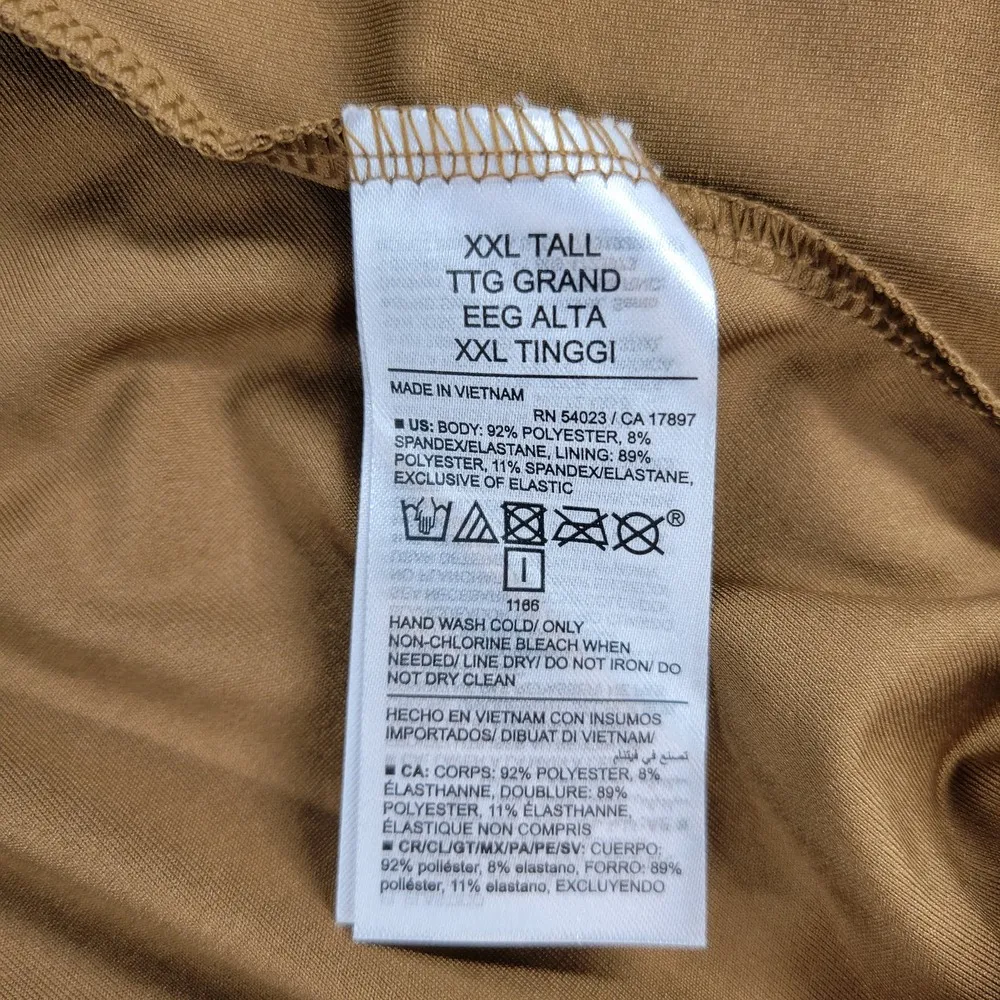 XXL TALL
TTG GRAND
EEG ALTA
XXL TINGGI
MADE IN VIETNAM
RN 54023 / CA 17897
■ US: BODY: 92% POLYESTER, 8%
SPANDEX/ELASTANE, LINING: 89%
POLYESTER, 11% SPANDEX/ELASTANE,
EXCLUSIVE OF ELASTIC
®
1166
HAND WASH COLD/ ONLY
NON-CHLORINE BLEACH WHEN
NEEDED/ LINE DRY/ DO NOT IRON/ DO
NOT DRY CLEAN
HECHO EN VIETNAM CON INSUMOS
IMPORTADOS/ DIBUAT DI VIETNAM/
تصنع في فيتنام
■ CA: CORPS: 92% POLYESTER, 8%
ÉLASTHANNE, DOUBLURE: 89%
POLYESTER, 11% ÉLASTHANNE,
ÉLASTIQUE NON COMPRIS
■ CR/CL/GT/MX/PA/PE/SV: CUERPO:
92% poliéster, 8% elastano, FORRO: 89%
poliéster, 11% elastano, EXCLUYENDO